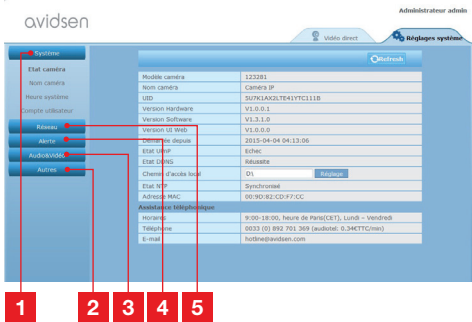 Administrateur admin
avidsen
Vidéo direct
Réglages système
Système
Refresh
Etat caméra
Nom caméra
Heure système
Compte utilisateur
Réseau
Alerte
Audio&vidéo
Autres
Modèle caméra 123281
Nom caméra Caméra IP
UID 5U7K1AX2LTE41YTC111B
Version Hardware V1.0.0.1
Version Software V1.3.1.0
Version UI Web V1.0.0.0
Démarrée depuis 2015-04-04 04:13:06
Etat UPnP Echec
Etat DDNS Réussite
Chemin d'accès local D:\ Réglage
Etat NTP Synchronisé
Adresse MAC 00:9D:82:CD:F7:CC
Assistance téléphonique
Horaires 9:00-18:00, heure de Paris(CET), Lundi – Vendredi
Téléphone 0033 (0) 892 701 369 (audiotel: 0.34€TTC/min)
E-mail hotline@avidsen.com
1 2 3 4 5